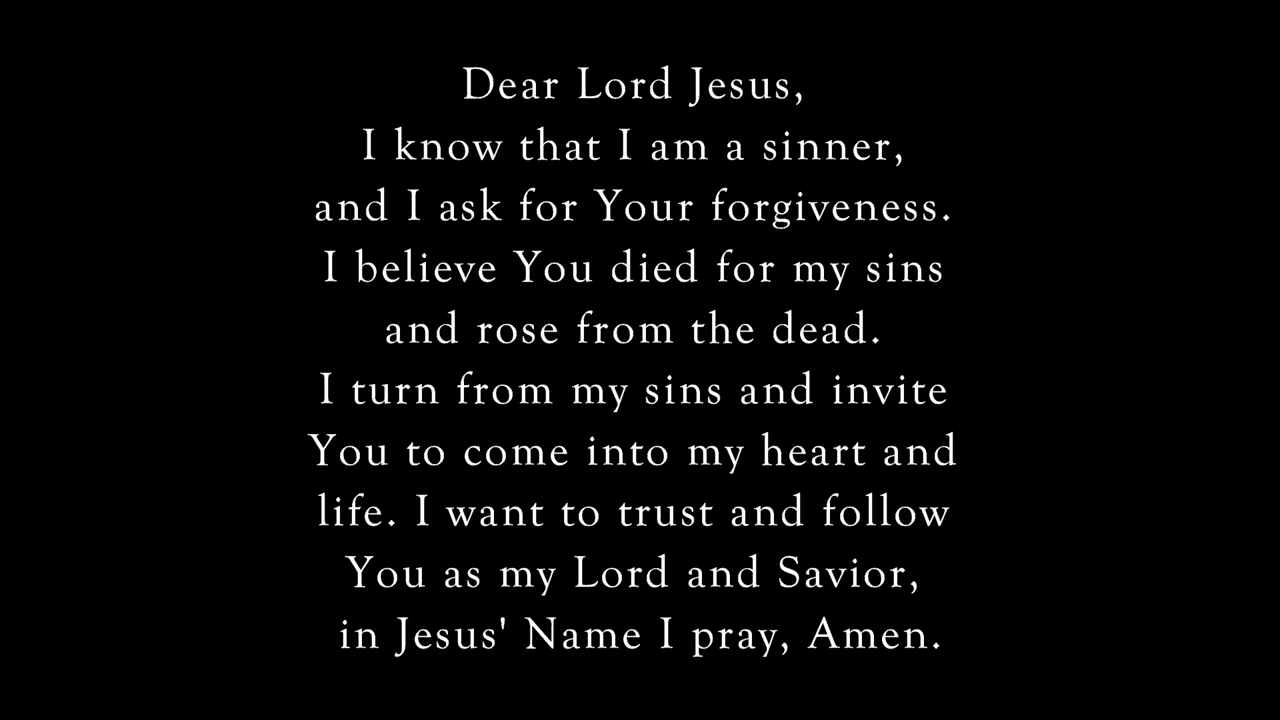 Dear Lord Jesus,
I know that I am a sinner,
and I ask for Your forgiveness.
I believe You died for my sins
and rose from the dead.
I turn from my sins and invite
You to come into my heart and
life. I want to trust and follow
You as my Lord and Savior,
in Jesus' Name I pray, Amen.